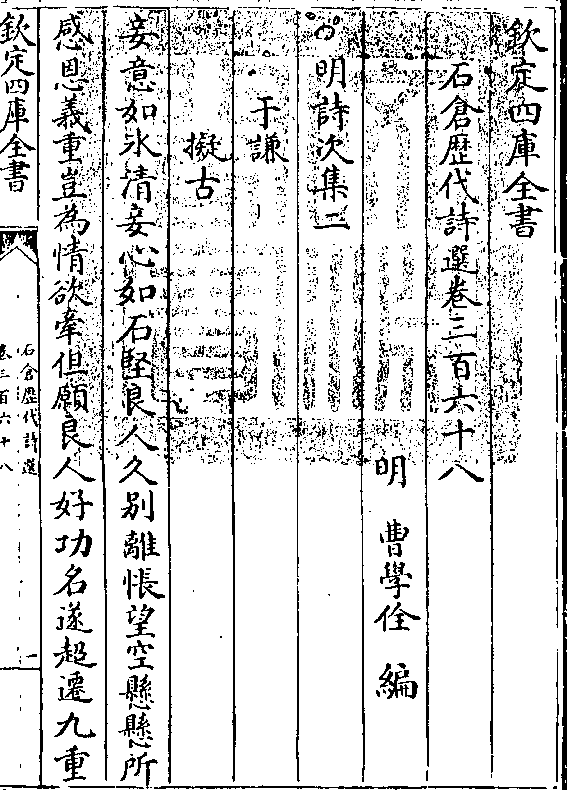 欽定四庫全書
石倉歴代詩選卷三百六十八
明 曹學佺 編
明詩次集二
于謙
擬古
妾意如氷清妾心如石堅良人久别離悵望空懸懸所
感恩義重豈為情欲牽但願良人好功名遂超遷九重
欽定四庫全書
石倉歴代詩選
卷三百六十八
一